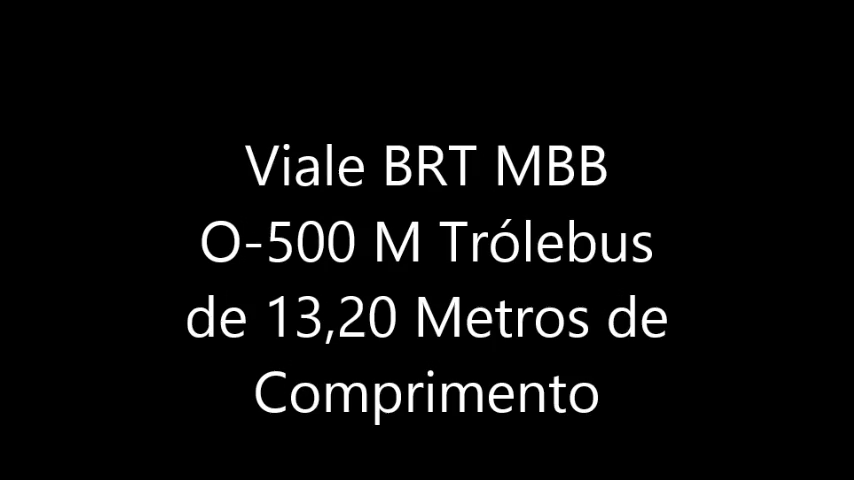 Viale BRT MBB
O-500 M Trólebus
de 13,20 Metros de
Comprimento